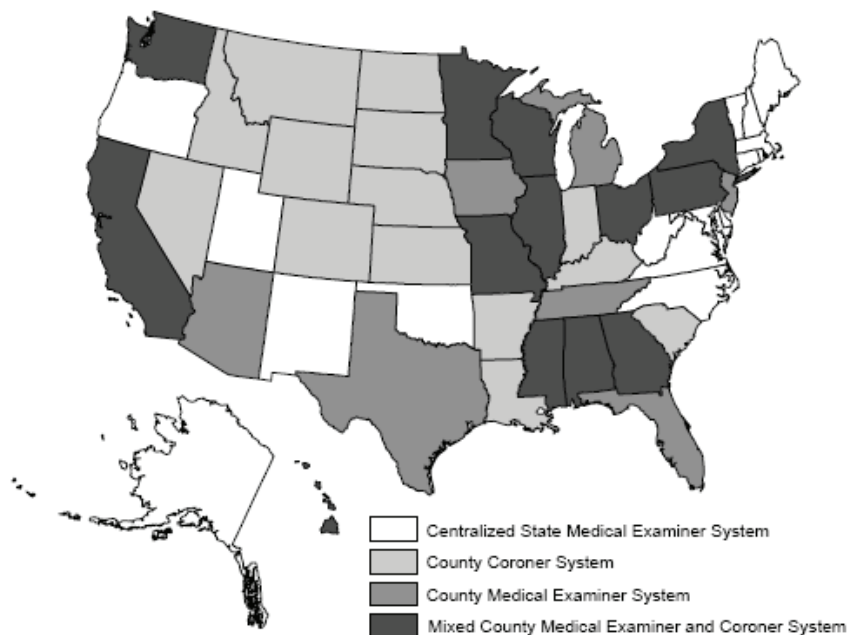 Centralized State Medical Examiner System
County Coroner System
County Medical Examiner System
Mixed County Medical Examiner and Coroner System